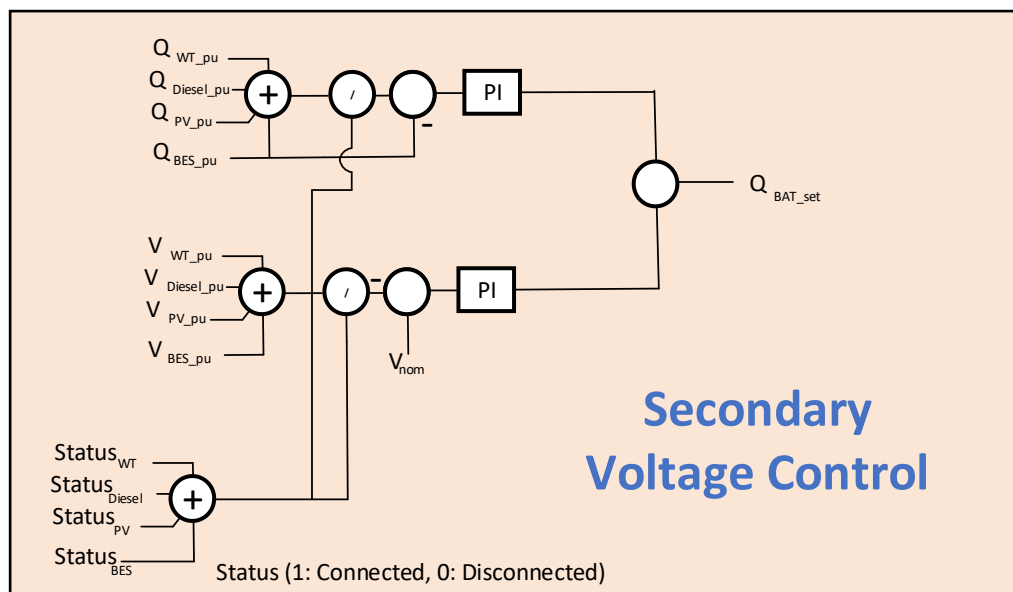 Q WT_pu
Q Diesel_pu
Q PV_pu
Q BES_pu
+
/
-
PI
Q BAT_set
V WT_pu
V Diesel_pu
V PV_pu
V BES_pu
+
/
-
PI
V nom
Secondary
Voltage Control
Status WT
Status Diesel
Status PV
Status BES
+
Status (1: Connected, 0: Disconnected)